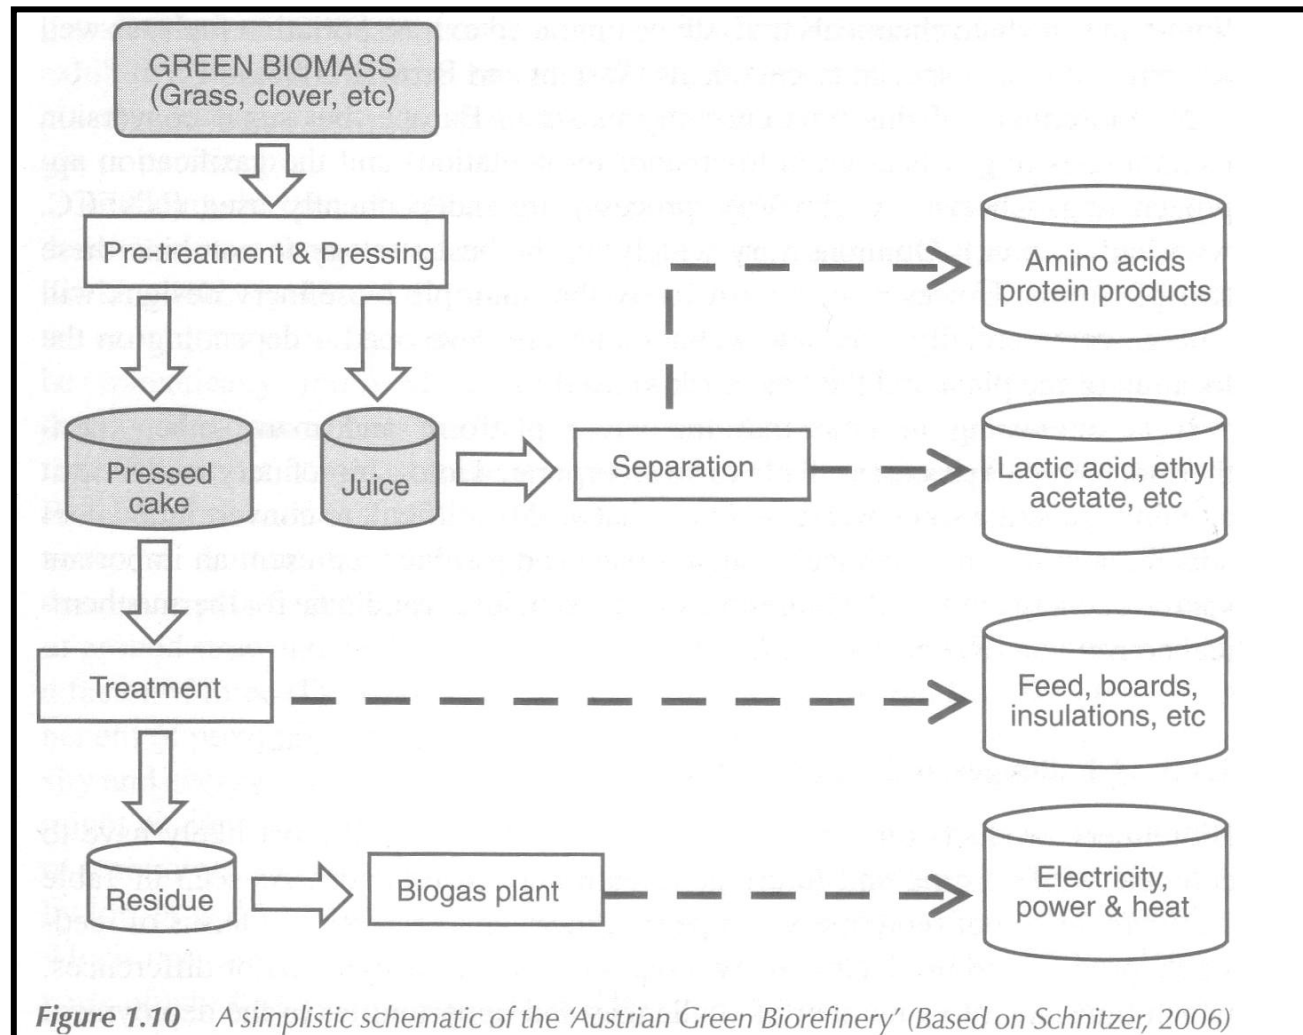 GREEN BIOMASS
(Grass, clover, etc)
Pre-treatment & Pressing
Amino acids
protein products
Pressed
cake
Juice
Separation
Lactic acid, ethyl
acetate, etc
Treatment
Feed, boards,
insulations, etc
Residue
Biogas plant
Electricity,
power & heat
Figure 1.10 A simplistic schematic of the 'Austrian Green Biorefinery' (Based on Schnitzer, 2006)